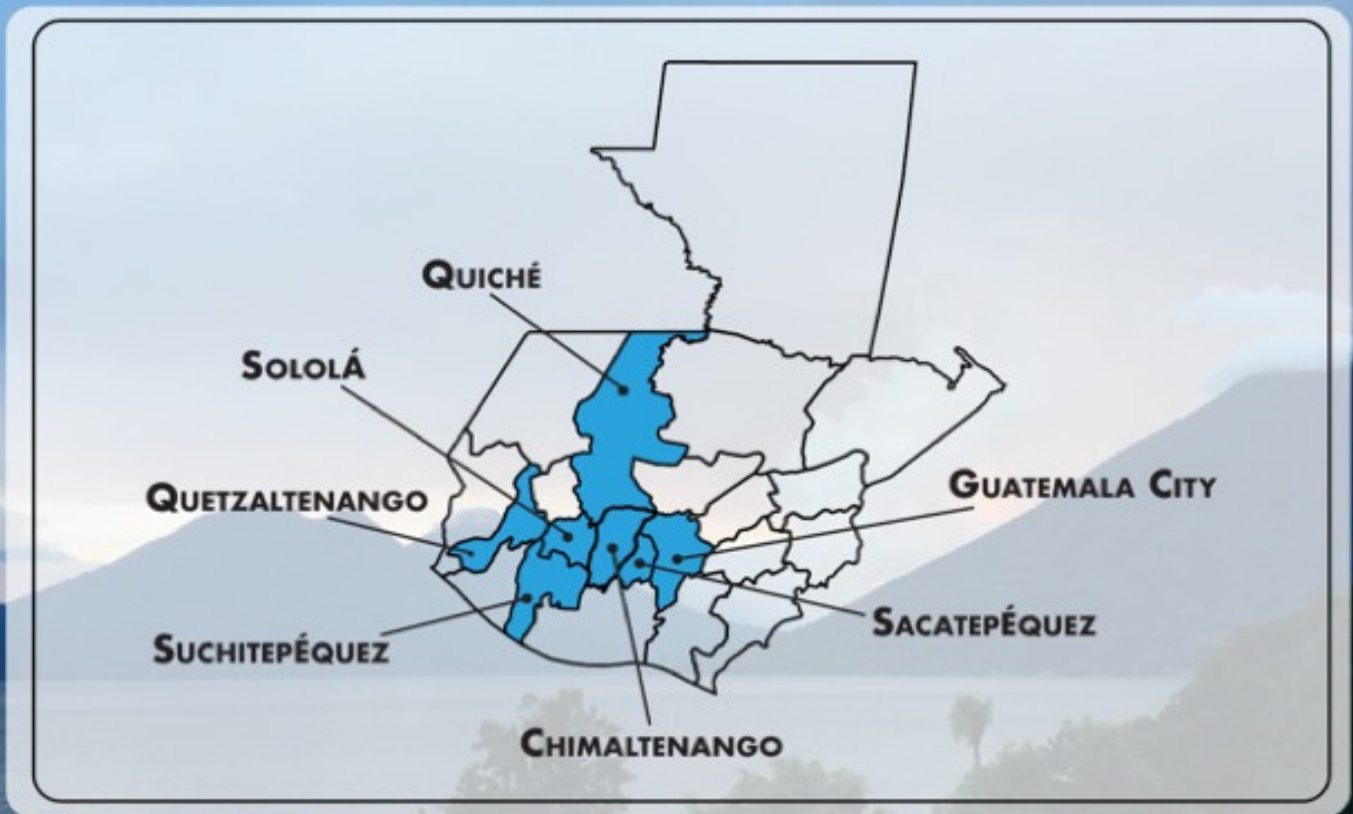 Quiché
Sololá
Quetzaltenango
Guatemala City
Sacatepéquez
Suchitepéquez
Chimaltenango